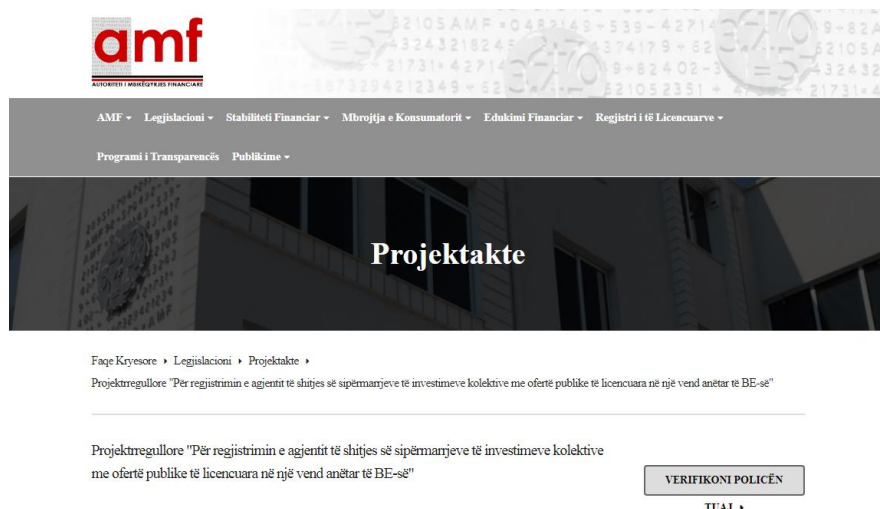 amf
AUTORITETI I MBIKËQYRJES FINANCIARE
AMF Legjislacioni Stabiliteti Financiar Mbrojtja e Konsumatorit Edukimi Financiar Regjistri i të Licencuarve
Programi i Transparencës Publikime
Projektakte
Faqe Kryesore Legjislacioni Projektakte
Projektrregullore "Për regjistrimin e agjentit të shitjes së sipërmarrjeve të investimeve kolektive me ofertë publike të licencuara në një vend anëtar të BE-së"
Projektrregullore "Për regjistrimin e agjentit të shitjes së sipërmarrjeve të investimeve kolektive
me ofertë publike të licencuara në një vend anëtar të BE-së"
VERIFIKONI POLICËN
TUAJ